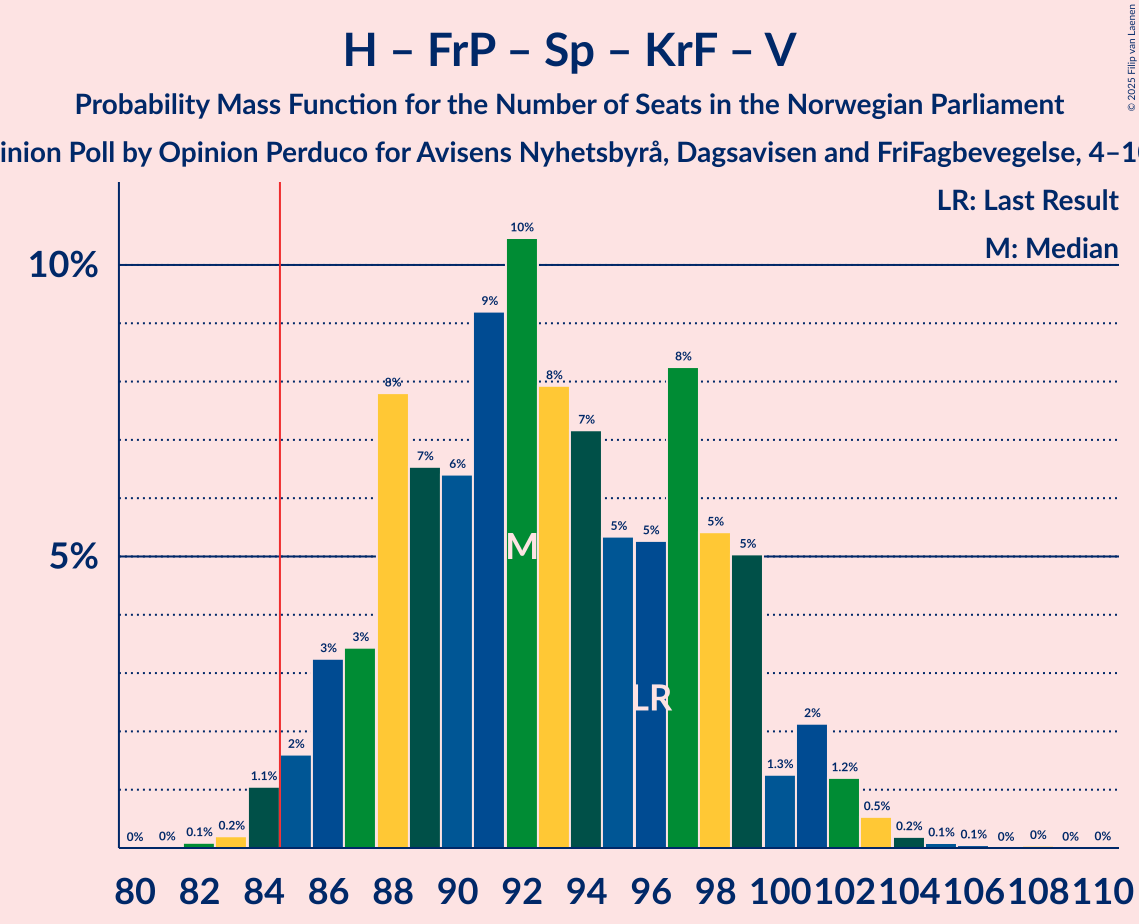 H – FrP – Sp – KrF – V
Probability Mass Function for the Number of Seats in the Norwegian Parliament
inion Poll by Opinion Perduco for Avisens Nyhetsbyrå, Dagsavisen and FriFagbevegelse, 4–10
© 2025 Filip van Laenen
LR: Last Result
M: Median
10%
5%
0% 0% 0.1% 0.2% 1.1% 2% 3% 3% 8% 7% 6% 9% 10% 8% 7% 5% 5% 8% 5% 5% 1.3% 2% 1.2% 0.5% 0.2% 0.1% 0.1% 0% 0% 0% 0%
M
LR
80 82 84 86 88 90 92 94 96 98 100 102 104 106 108 110